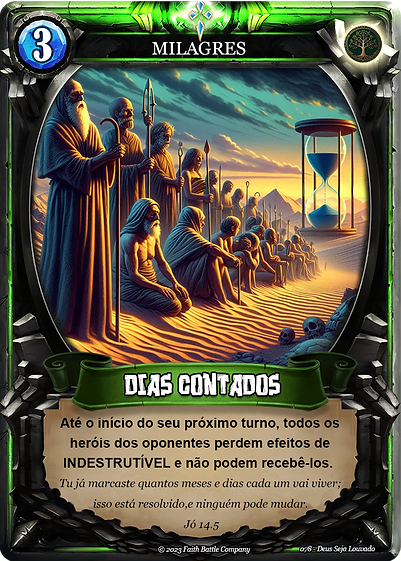 3
MILAGRES
DIAS CONTADOS
Até o início do seu próximo turno, todos os
heróis dos oponentes perdem efeitos de
INDESTRUTÍVEL e não podem recebê-los.
Tu já marcaste quantos meses e dias cada um vai viver;
isso está resolvido,e ninguém pode mudar.
Jó 14.5
© 2023 Faith Battle Company
078 - Deus Seja Louvado